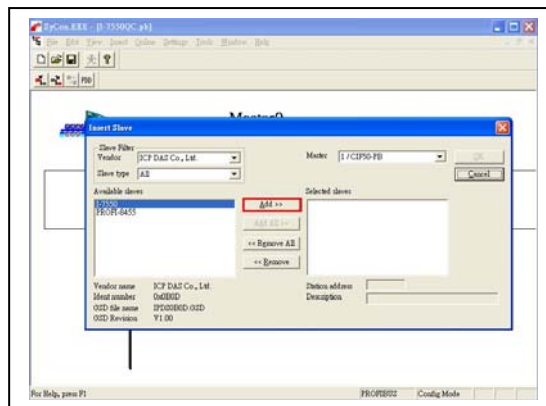 SyCon.EXE - [I-7550QC.pb]
File Edit View Insert Online Settings Tools Window Help
Master0
Insert Slave
Slave Filter
Vendor ICP DAS Co., Ltd.
Slave type All
Master 1 / CIF50-PB
OK
Cancel
Available slaves
Selected slaves
I-7550
PROFI-8455
Add >>
Add All >>
<< Remove All
<< Remove
Vendor name ICP DAS Co., Ltd.
Ident number 0x0B0D
GSD file name IPDS0B0D.GSD
GSD Revision V1.00
Station address
Description
For Help, press F1
PROFIBUS Config Mode